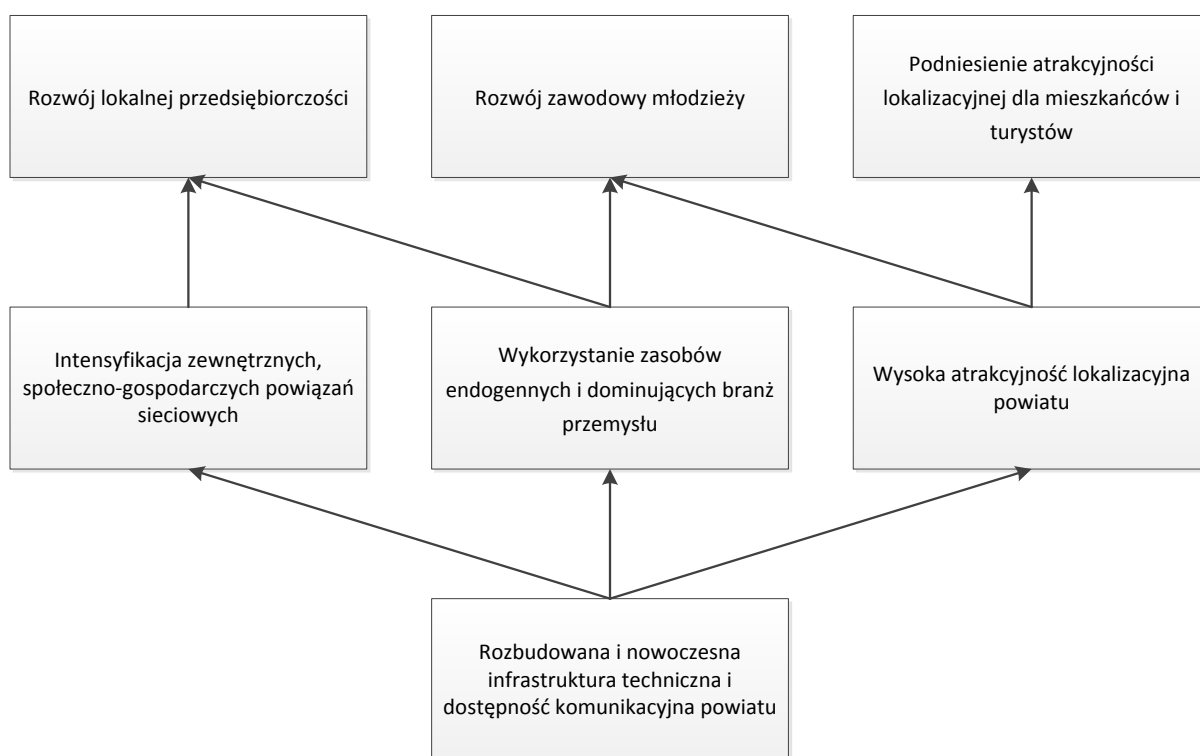 Rozwój lokalnej przedsiębiorczości
Rozwój zawodowy młodzieży
Podniesienie atrakcyjności
lokalizacyjnej dla mieszkańców i
turystów
Intensyfikacja zewnętrznych,
społeczno-gospodarczych powiązań
sieciowych
Wykorzystanie zasobów
endogennych i dominujących branż
przemysłu
Wysoka atrakcyjność lokalizacyjna
powiatu
Rozbudowana i nowoczesna
infrastruktura techniczna i
dostępność komunikacyjna powiatu